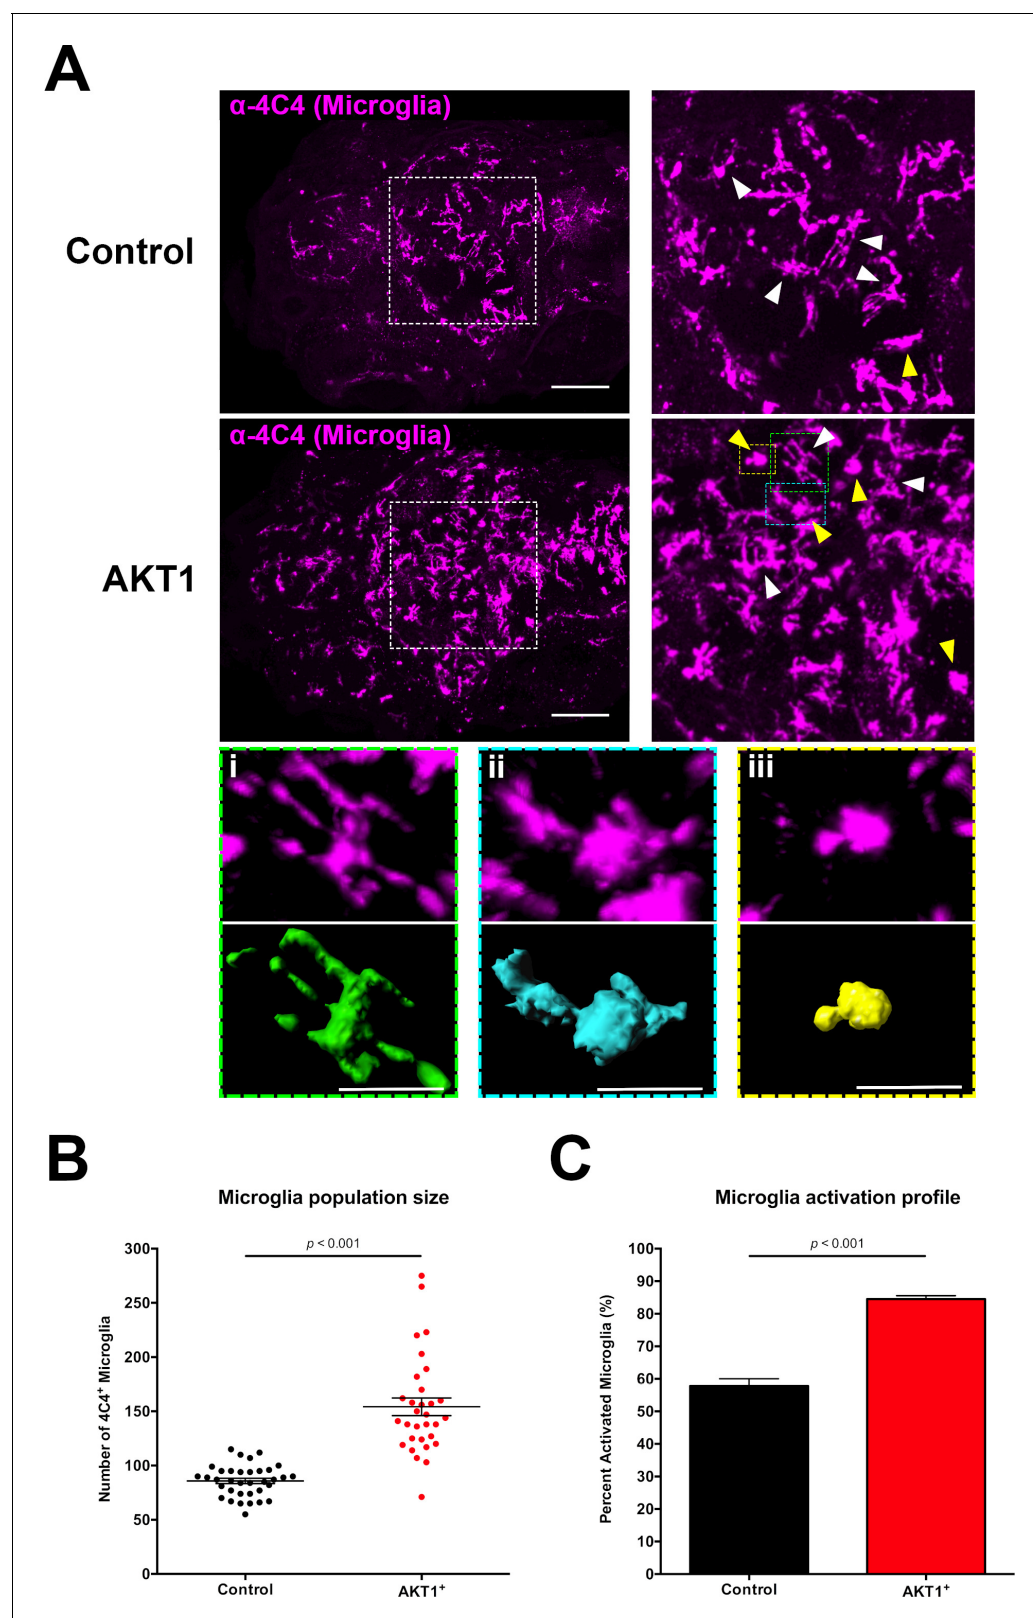 A
α-4C4 (Microglia)
Control
α-4C4 (Microglia)
AKT1
i
ii
iii
B
Microglia population size
p < 0.001
300
250
200
150
100
50
0
Number of 4C4⁺ Microglia
Control
AKT1⁺
C
Microglia activation profile
p < 0.001
100
90
80
70
60
50
40
30
20
10
0
Percent Activated Microglia (%)
Control
AKT1⁺